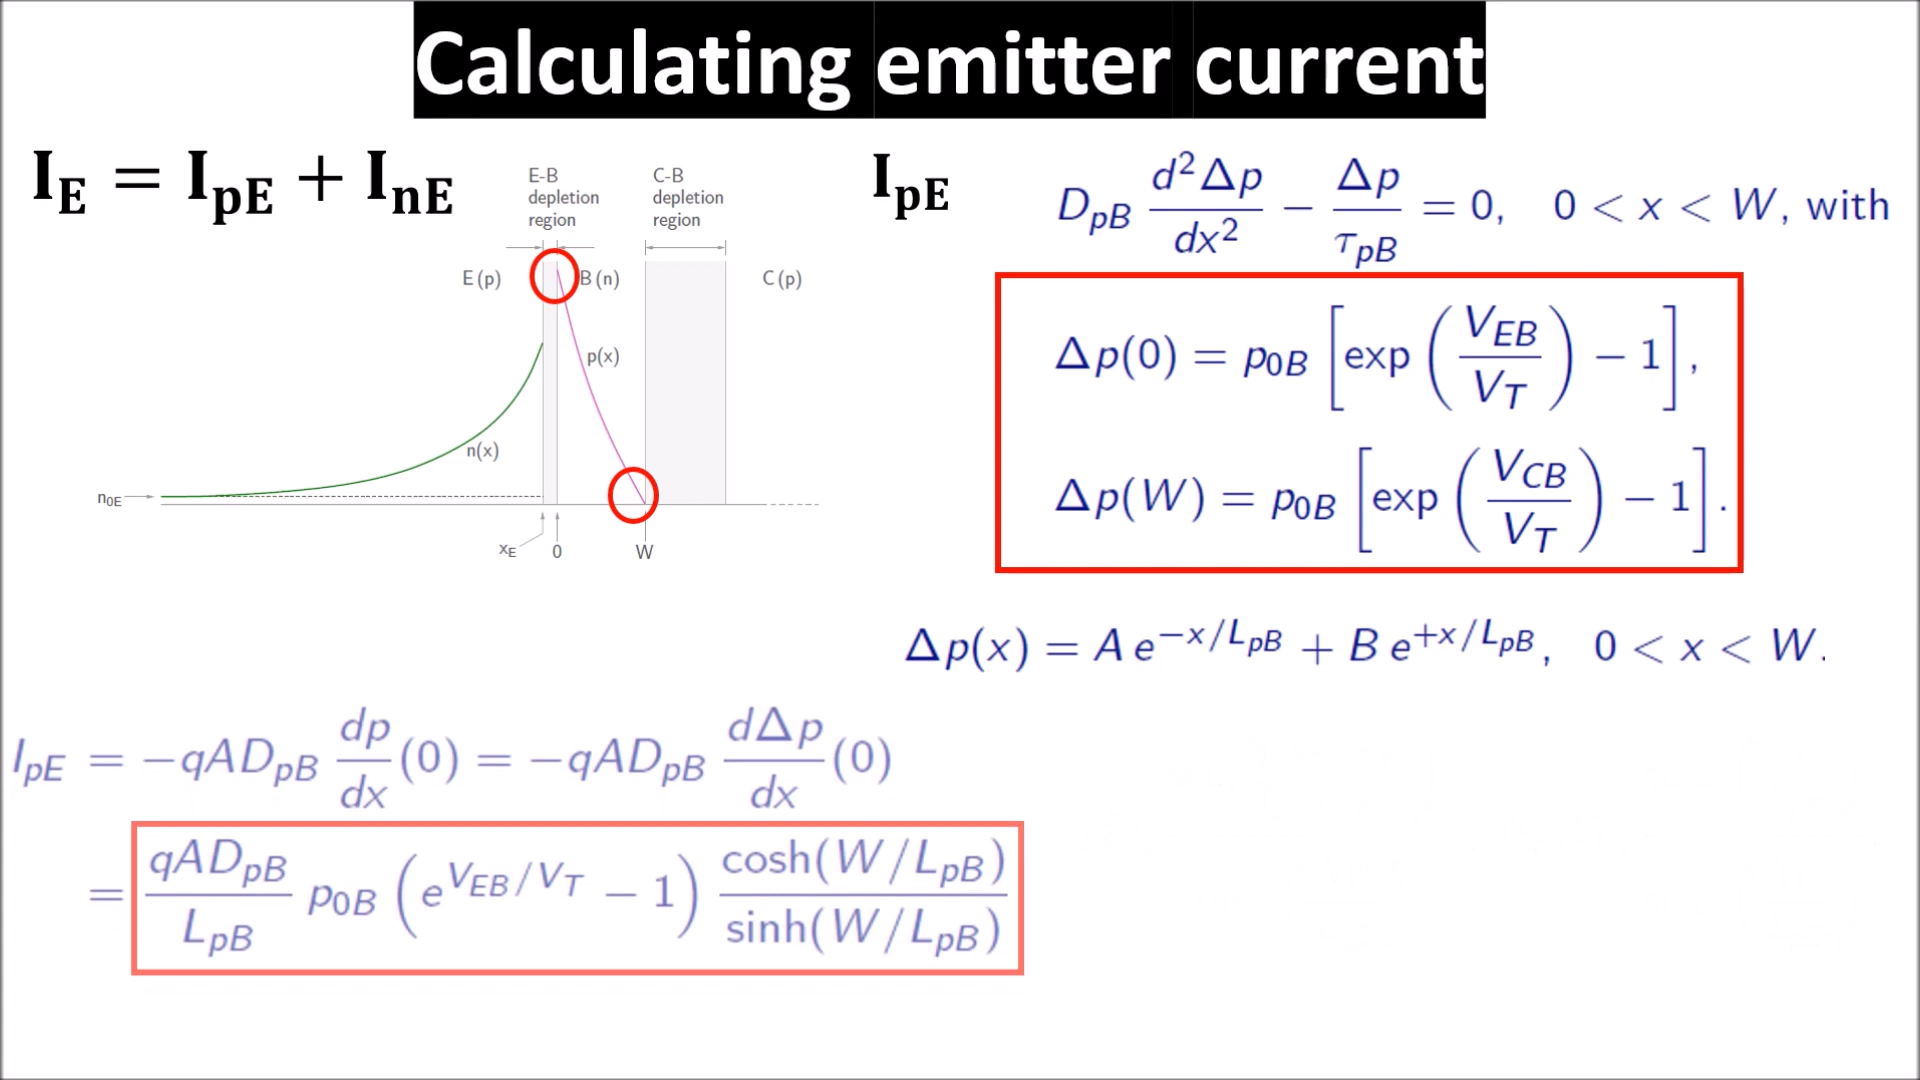 Calculating emitter current
I_E = I_pE + I_nE
E-B depletion region
C-B depletion region
E (p)
B (n)
C (p)
p(x)
n(x)
n_0E
x_E
0
W
I_pE
D_pB d²Δp/dx² − Δp/τ_pB = 0, 0 < x < W, with
Δp(0) = p_0B [exp (V_EB/V_T) − 1],
Δp(W) = p_0B [exp (V_CB/V_T) − 1].
Δp(x) = A e^{−x/L_pB} + B e^{+x/L_pB}, 0 < x < W.
I_pE = −qAD_pB dp/dx (0) = −qAD_pB dΔp/dx (0)
= qAD_pB/L_pB p_0B (e^{V_EB/V_T} − 1) cosh(W/L_pB)/sinh(W/L_pB)